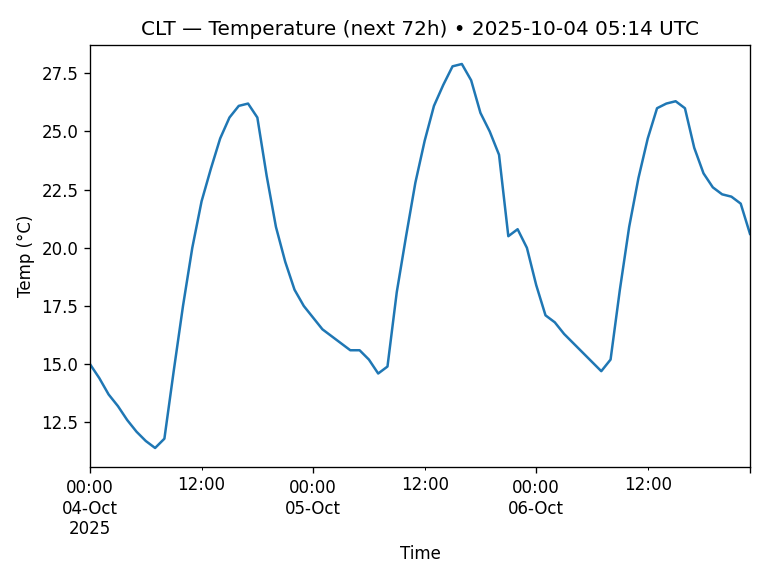 CLT — Temperature (next 72h) • 2025-10-04 05:14 UTC
27.5
25.0
22.5
20.0
17.5
15.0
12.5
Temp (°C)
00:00 12:00 00:00 12:00 00:00 12:00
04-Oct 05-Oct 06-Oct
2025
Time